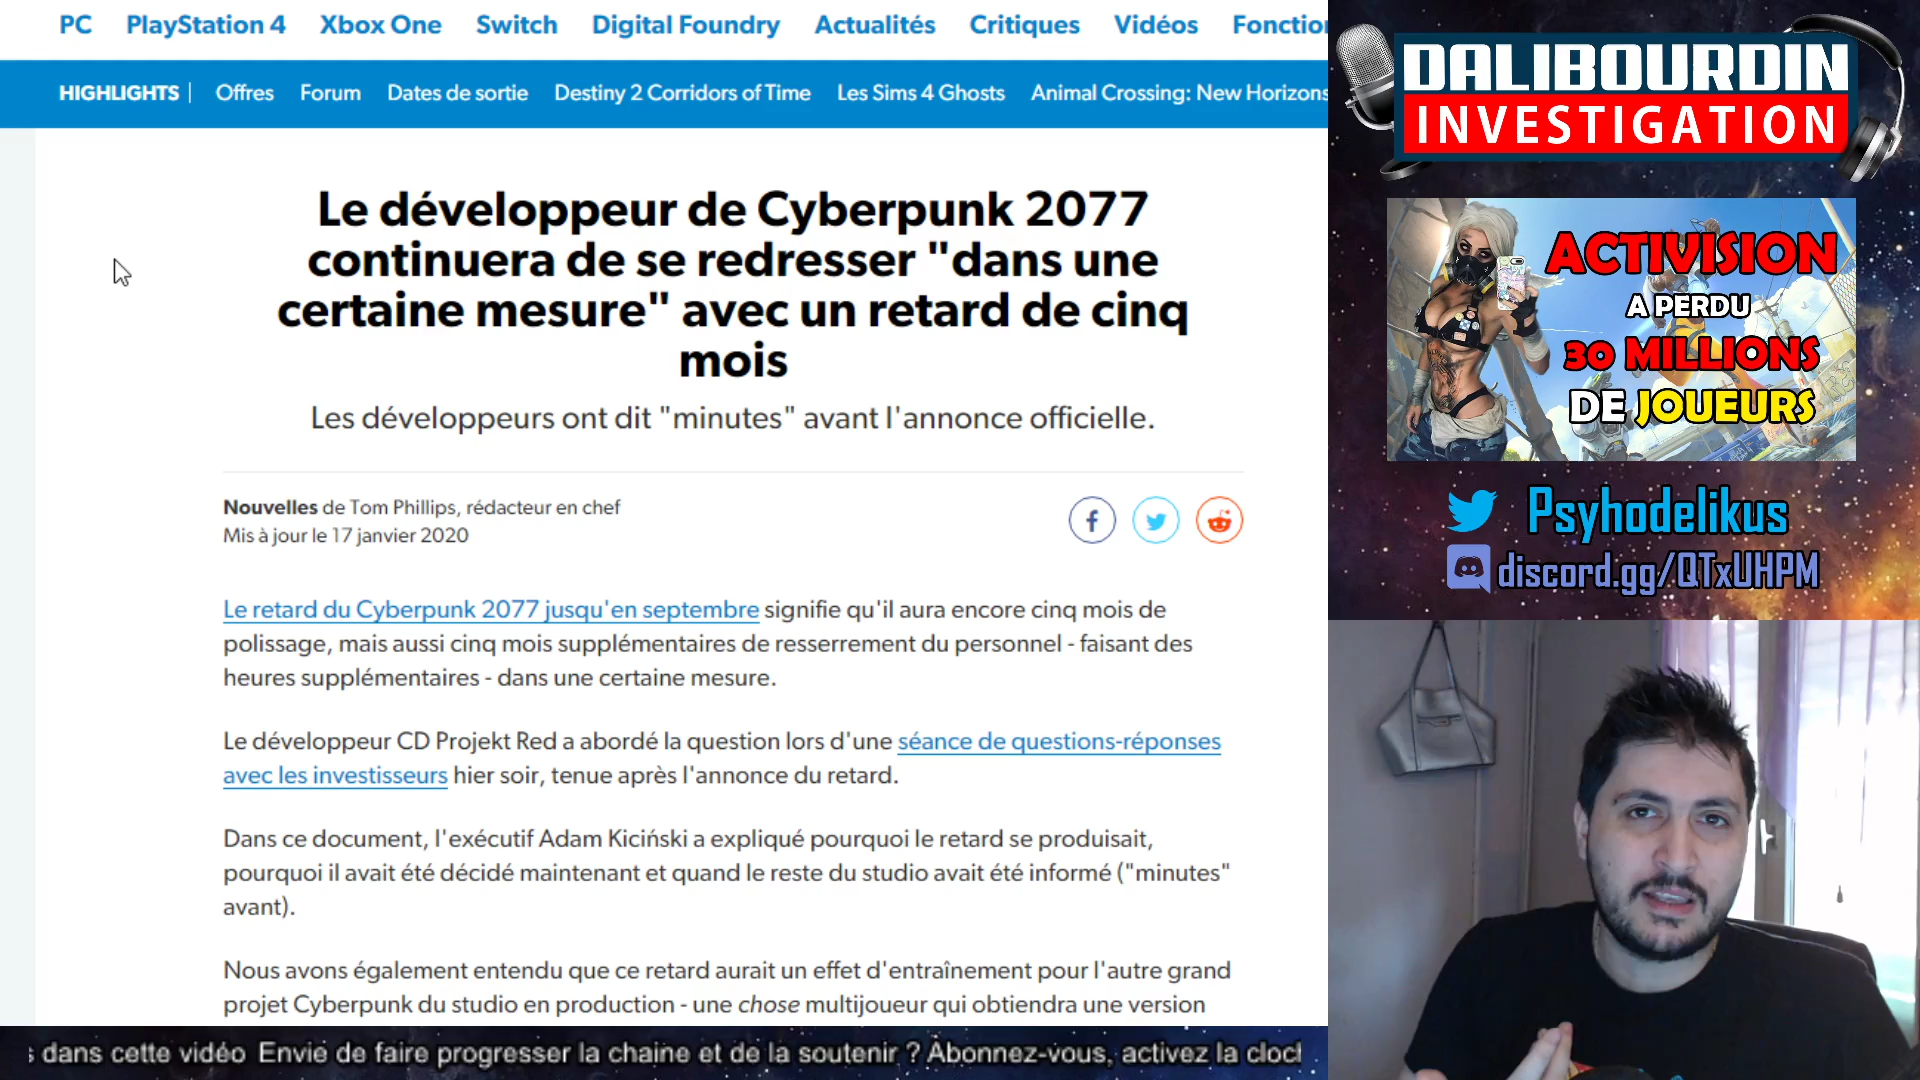 PC PlayStation 4 Xbox One Switch Digital Foundry Actualités Critiques Vidéos Fonction
HIGHLIGHTS | Offres Forum Dates de sortie Destiny 2 Corridors of Time Les Sims 4 Ghosts Animal Crossing: New Horizons
Le développeur de Cyberpunk 2077
continuera de se redresser "dans une
certaine mesure" avec un retard de cinq
mois
Les développeurs ont dit "minutes" avant l'annonce officielle.
Nouvelles de Tom Phillips, rédacteur en chef
Mis à jour le 17 janvier 2020
Le retard du Cyberpunk 2077 jusqu'en septembre signifie qu'il aura encore cinq mois de
polissage, mais aussi cinq mois supplémentaires de resserrement du personnel - faisant des
heures supplémentaires - dans une certaine mesure.
Le développeur CD Projekt Red a abordé la question lors d'une séance de questions-réponses
avec les investisseurs hier soir, tenue après l'annonce du retard.
Dans ce document, l'exécutif Adam Kiciński a expliqué pourquoi le retard se produisait,
pourquoi il avait été décidé maintenant et quand le reste du studio avait été informé ("minutes"
avant).
Nous avons également entendu que ce retard aurait un effet d'entraînement pour l'autre grand
projet Cyberpunk du studio en production - une chose multijoueur qui obtiendra une version
s dans cette vidéo Envie de faire progresser la chaine et de la soutenir ? Abonnez-vous, activez la cloch
DALIBOURDIN
INVESTIGATION
ACTIVISION
A PERDU
30 MILLIONS
DE JOUEURS
Psyhodelikus
discord.gg/QTxUHPM